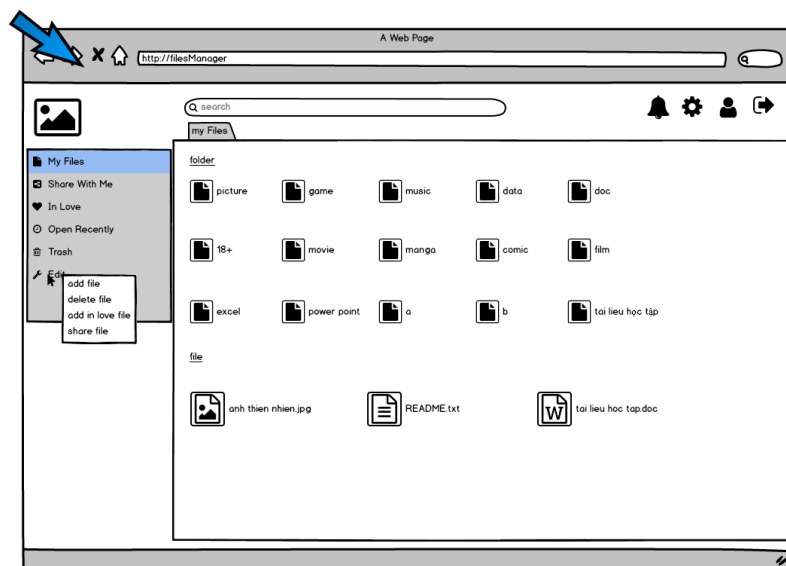 A Web Page
http://filesManager
search
my Files
My Files
Share With Me
In Love
Open Recently
Trash
Edit
add file
delete file
add in love file
share file
folder
picture game music data doc
18+ movie manga comic film
excel power point a b tai lieu học tập
file
anh thien nhien.jpg README.txt tai lieu hoc tap.doc